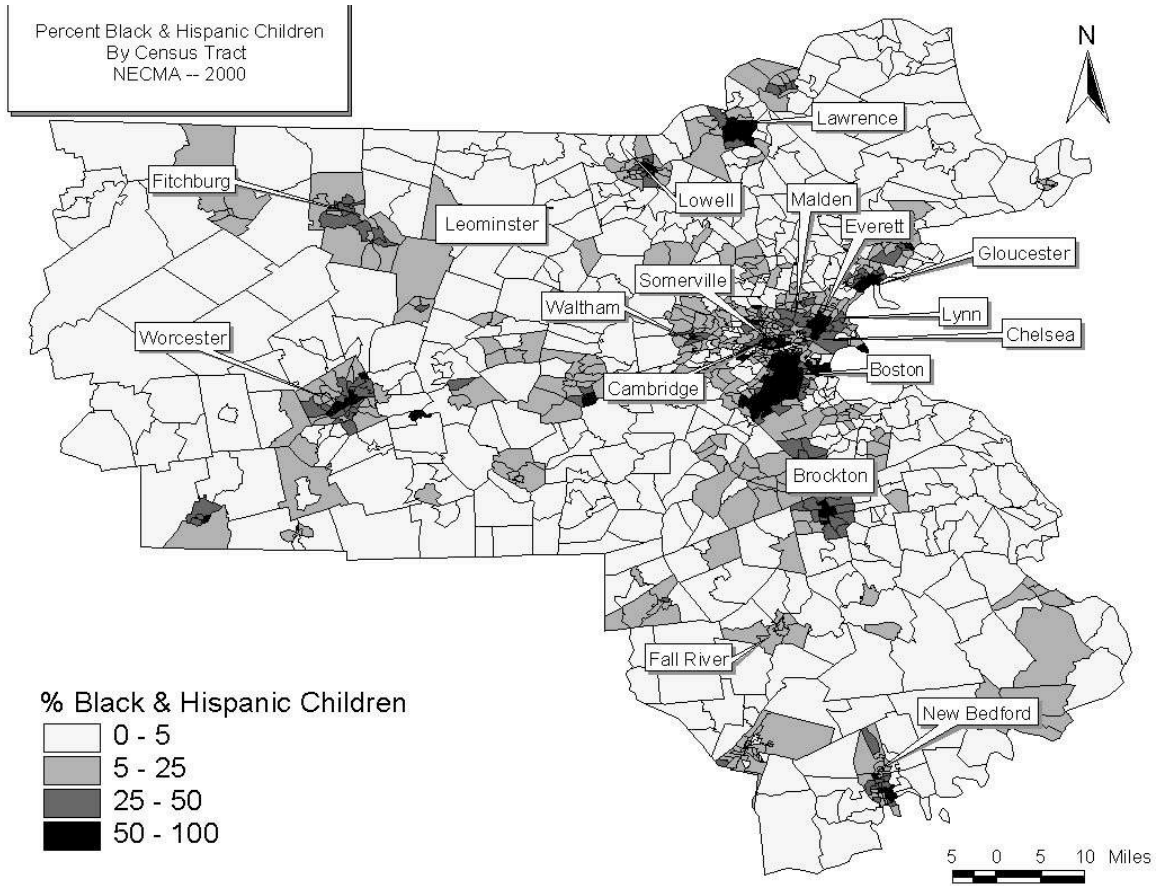 Percent Black & Hispanic Children
By Census Tract
NECMA -- 2000
N
Lawrence
Fitchburg
Lowell
Malden
Leominster
Everett
Gloucester
Somerville
Waltham
Lynn
Worcester
Chelsea
Boston
Cambridge
Brockton
Fall River
New Bedford
% Black & Hispanic Children
0 - 5
5 - 25
25 - 50
50 - 100
5 0 5 10 Miles